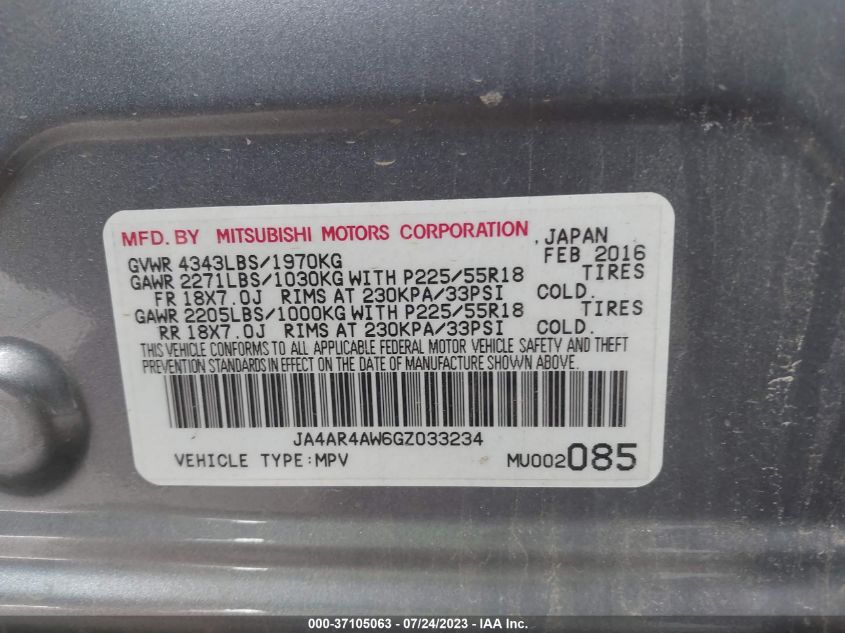 MFD. BY MITSUBISHI MOTORS CORPORATION , JAPAN
GVWR 4343LBS/1970KG FEB 2016
GAWR 2271LBS/1030KG WITH P225/55R18 TIRES
FR 18X7.0J RIMS AT 230KPA/33PSI COLD.
GAWR 2205LBS/1000KG WITH P225/55R18 TIRES
RR 18X7.0J RIMS AT 230KPA/33PSI COLD.
THIS VEHICLE CONFORMS TO ALL APPLICABLE FEDERAL MOTOR VEHICLE SAFETY AND THEFT
PREVENTION STANDARDS IN EFFECT ON THE DATE OF MANUFACTURE SHOWN ABOVE.
JA4AR4AW6GZ033234
VEHICLE TYPE:MPV MU002085
000-37105063 / 07/24/2023 - IAA Inc.